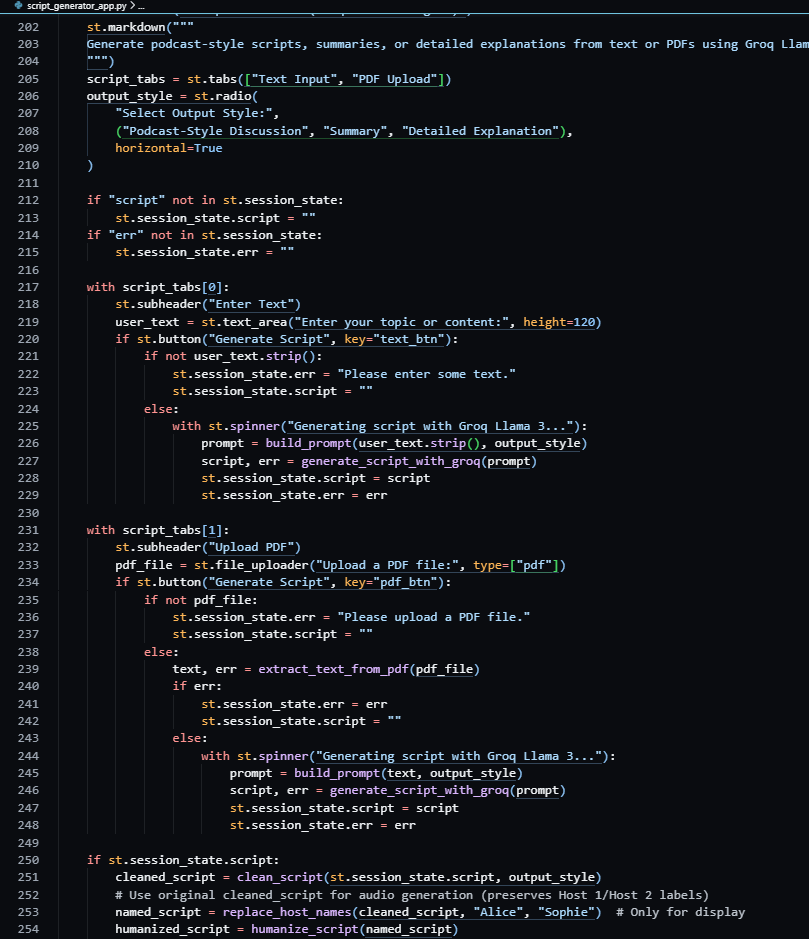 script_generator_app.py > ...
202 st.markdown("""
203 Generate podcast-style scripts, summaries, or detailed explanations from text or PDFs using Groq Llam
204 """)
205 script_tabs = st.tabs(["Text Input", "PDF Upload"])
206 output_style = st.radio(
207     "Select Output Style:",
208     ("Podcast-Style Discussion", "Summary", "Detailed Explanation"),
209     horizontal=True
210 )
211
212 if "script" not in st.session_state:
213     st.session_state.script = ""
214 if "err" not in st.session_state:
215     st.session_state.err = ""
216
217 with script_tabs[0]:
218     st.subheader("Enter Text")
219     user_text = st.text_area("Enter your topic or content:", height=120)
220     if st.button("Generate Script", key="text_btn"):
221         if not user_text.strip():
222             st.session_state.err = "Please enter some text."
223             st.session_state.script = ""
224         else:
225             with st.spinner("Generating script with Groq Llama 3..."):
226                 prompt = build_prompt(user_text.strip(), output_style)
227                 script, err = generate_script_with_groq(prompt)
228                 st.session_state.script = script
229                 st.session_state.err = err
230
231 with script_tabs[1]:
232     st.subheader("Upload PDF")
233     pdf_file = st.file_uploader("Upload a PDF file:", type=["pdf"])
234     if st.button("Generate Script", key="pdf_btn"):
235         if not pdf_file:
236             st.session_state.err = "Please upload a PDF file."
237             st.session_state.script = ""
238         else:
239             text, err = extract_text_from_pdf(pdf_file)
240             if err:
241                 st.session_state.err = err
242                 st.session_state.script = ""
243             else:
244                 with st.spinner("Generating script with Groq Llama 3..."):
245                     prompt = build_prompt(text, output_style)
246                     script, err = generate_script_with_groq(prompt)
247                     st.session_state.script = script
248                     st.session_state.err = err
249
250 if st.session_state.script:
251     cleaned_script = clean_script(st.session_state.script, output_style)
252     # Use original cleaned_script for audio generation (preserves Host 1/Host 2 labels)
253     named_script = replace_host_names(cleaned_script, "Alice", "Sophie")  # Only for display
254     humanized_script = humanize_script(named_script)